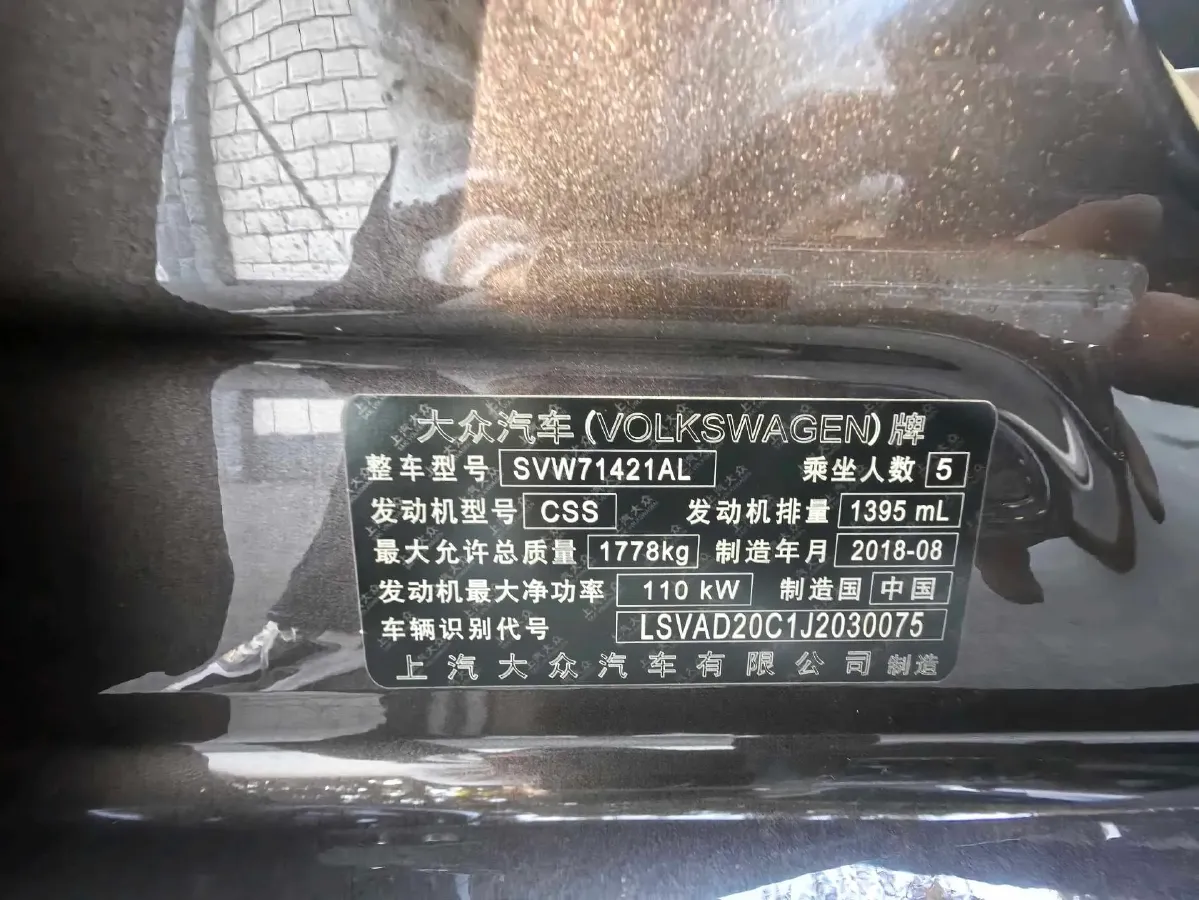 大众汽车(VOLKSWAGEN)牌
整车型号 SVW71421AL 乘坐人数 5
发动机型号 CSS 发动机排量 1395 mL
最大允许总质量 1778kg 制造年月 2018-08
发动机最大净功率 110 kW 制造国 中国
车辆识别代号 LSVAD20C1J2030075
上汽大众汽车有限公司 制造